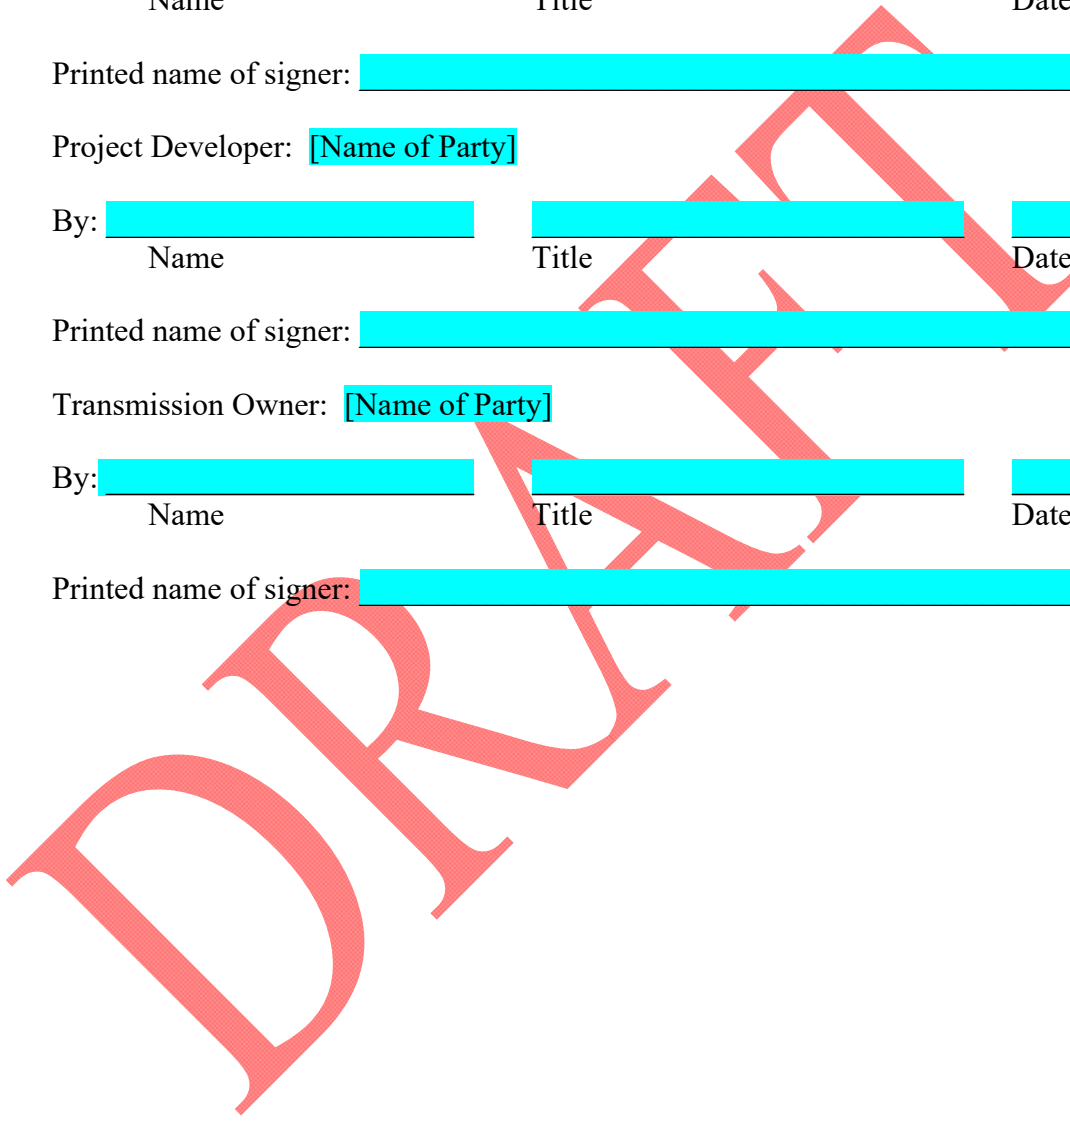 Name Title Date
Printed name of signer:
Project Developer: [Name of Party]
By:
Name Title Date
Printed name of signer:
Transmission Owner: [Name of Party]
By:
Name Title Date
Printed name of signer:
DRAFT